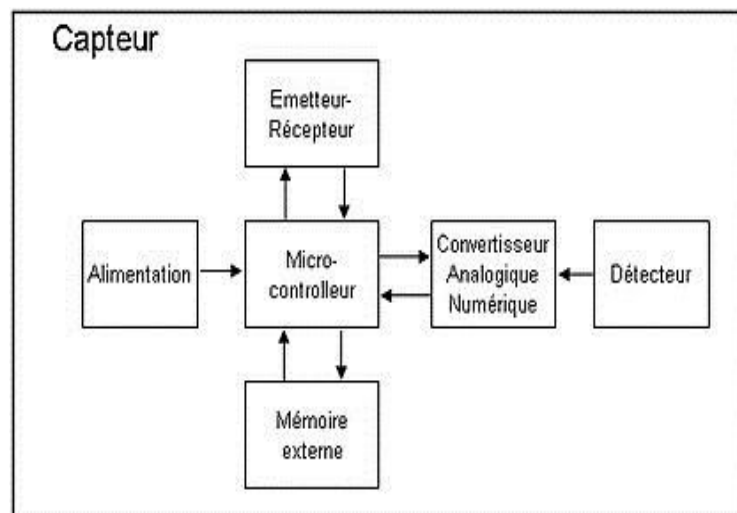 Capteur
Emetteur-
Récepteur
Alimentation
Micro-
controlleur
Convertisseur
Analogique
Numérique
Détecteur
Mémoire
externe